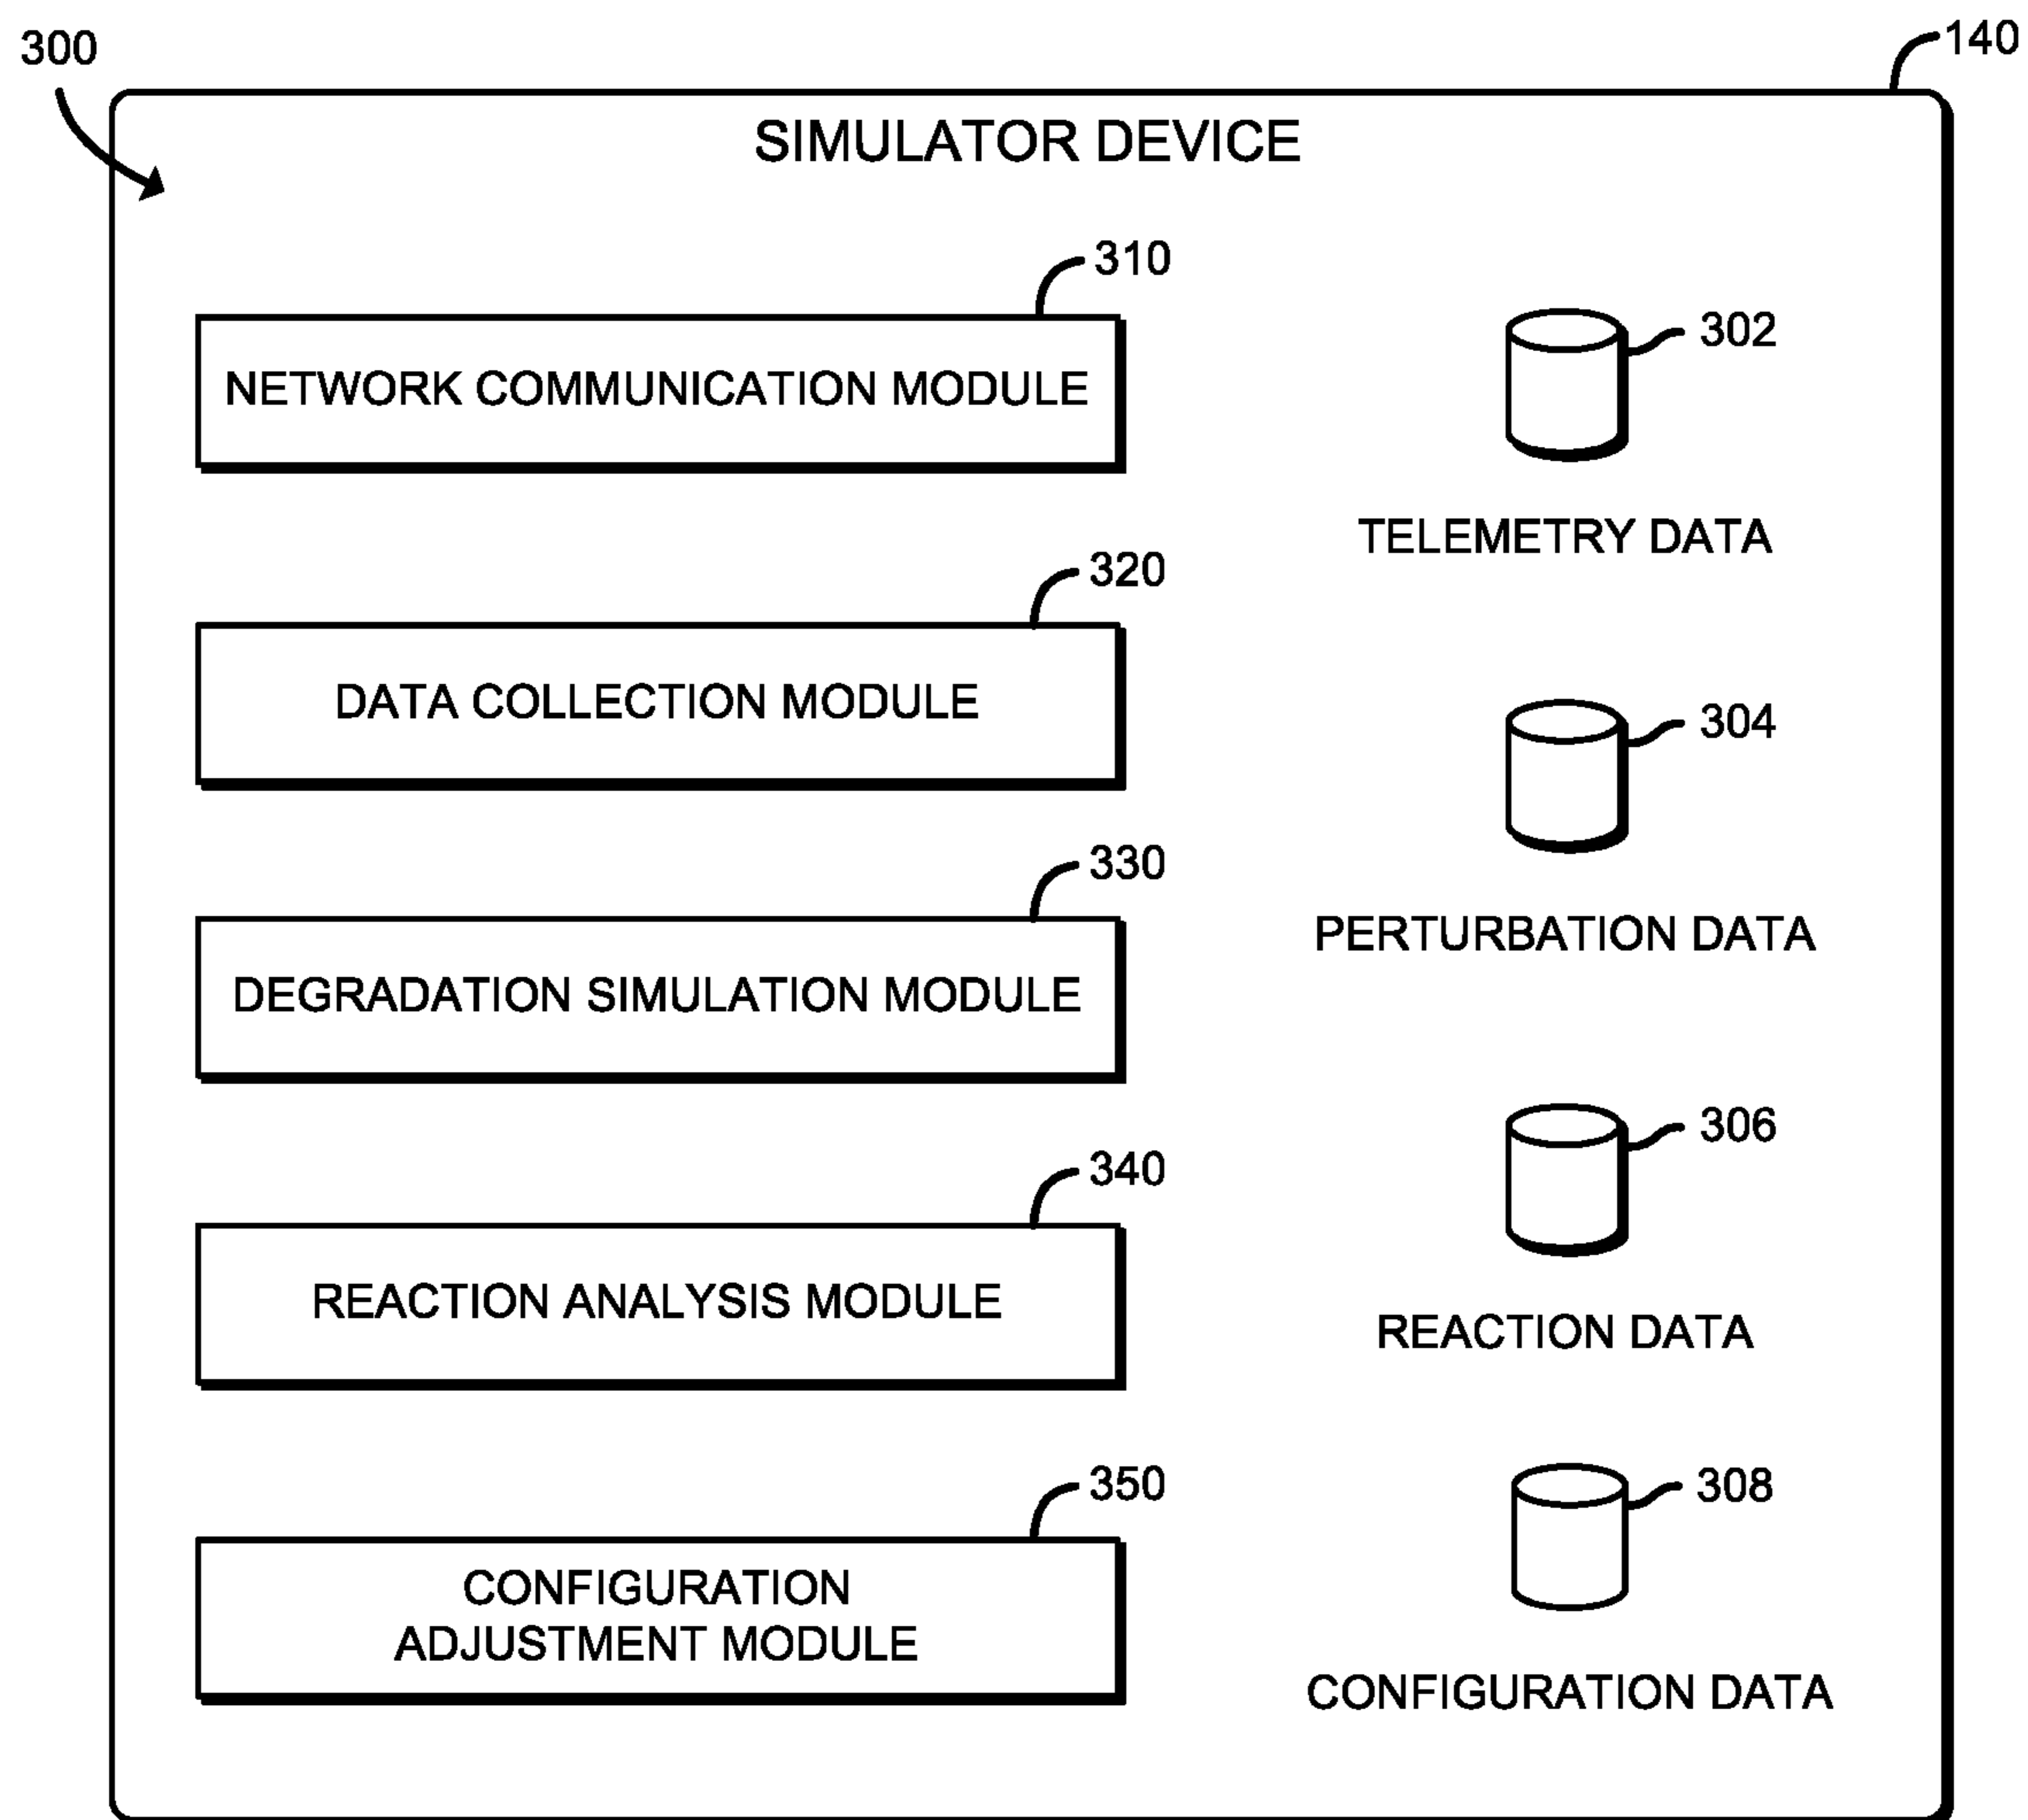 300
140
SIMULATOR DEVICE
310
NETWORK COMMUNICATION MODULE
302
TELEMETRY DATA
320
DATA COLLECTION MODULE
304
PERTURBATION DATA
330
DEGRADATION SIMULATION MODULE
306
REACTION DATA
340
REACTION ANALYSIS MODULE
308
CONFIGURATION DATA
350
CONFIGURATION
ADJUSTMENT MODULE